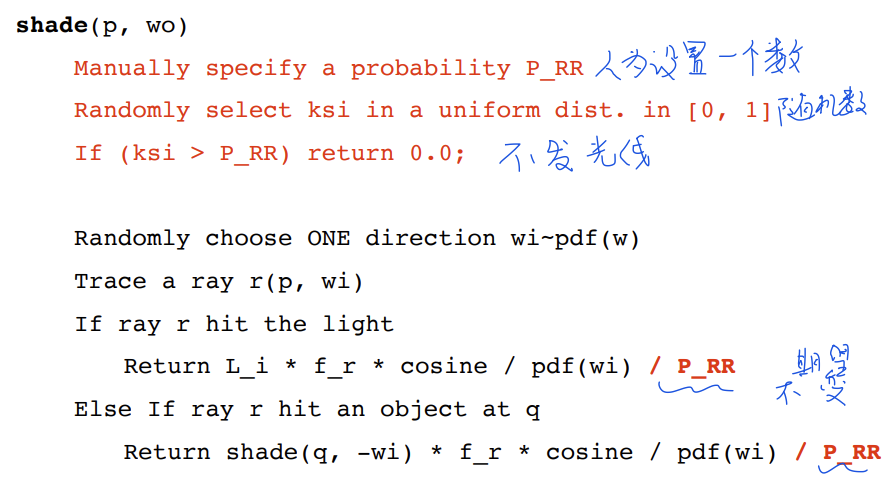 shade(p, wo)
Manually specify a probability P_RR 人为设置一个数
Randomly select ksi in a uniform dist. in [0, 1] 随机数
If (ksi > P_RR) return 0.0; 不发光线
Randomly choose ONE direction wi~pdf(w)
Trace a ray r(p, wi)
If ray r hit the light
Return L_i * f_r * cosine / pdf(wi) / P_RR 期望
Else If ray r hit an object at q 不变
Return shade(q, -wi) * f_r * cosine / pdf(wi) / P_RR